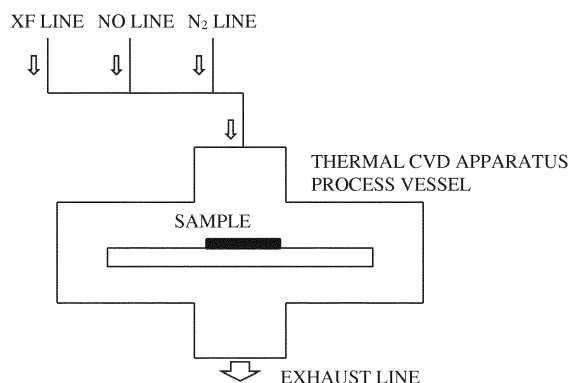 XF LINE NO LINE N₂ LINE
THERMAL CVD APPARATUS
PROCESS VESSEL
SAMPLE
EXHAUST LINE